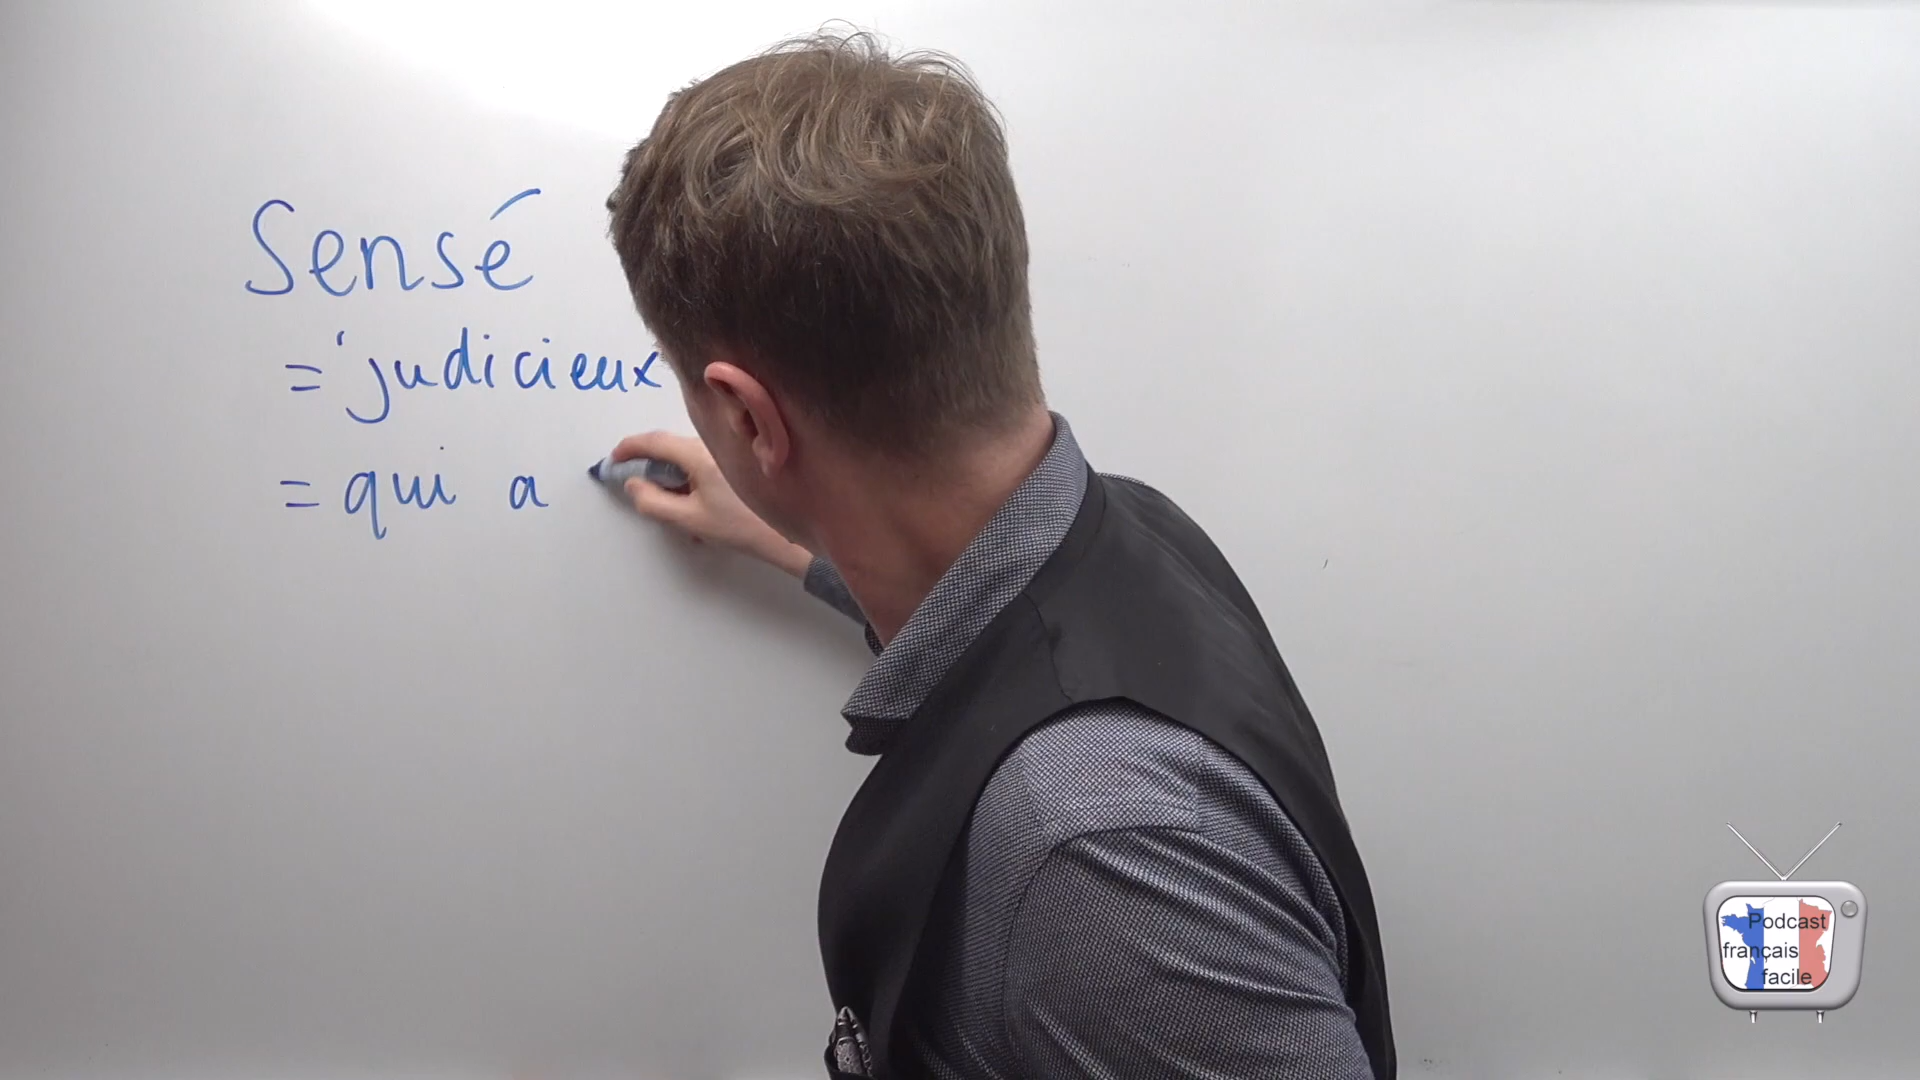 Sensé
= judicieux
= qui a
Podcast
français
facile